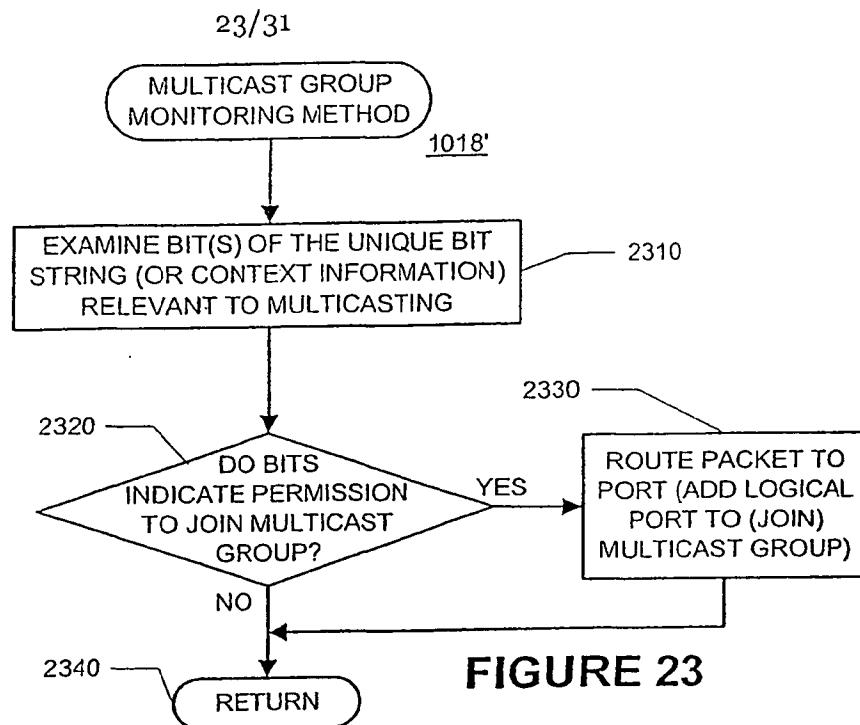 23/31
MULTICAST GROUP
MONITORING METHOD
1018'
EXAMINE BIT(S) OF THE UNIQUE BIT
STRING (OR CONTEXT INFORMATION)
RELEVANT TO MULTICASTING
2310
2320
DO BITS
INDICATE PERMISSION
TO JOIN MULTICAST
GROUP?
YES
2330
ROUTE PACKET TO
PORT (ADD LOGICAL
PORT TO (JOIN)
MULTICAST GROUP)
NO
2340
RETURN
FIGURE 23